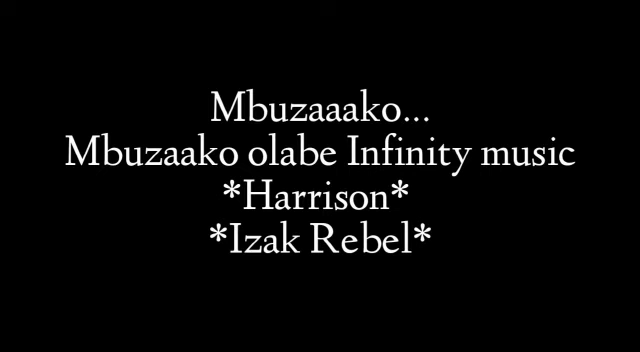 Mbuzaaako...
Mbuzaako olabe Infinity music
*Harrison*
*Izak Rebel*